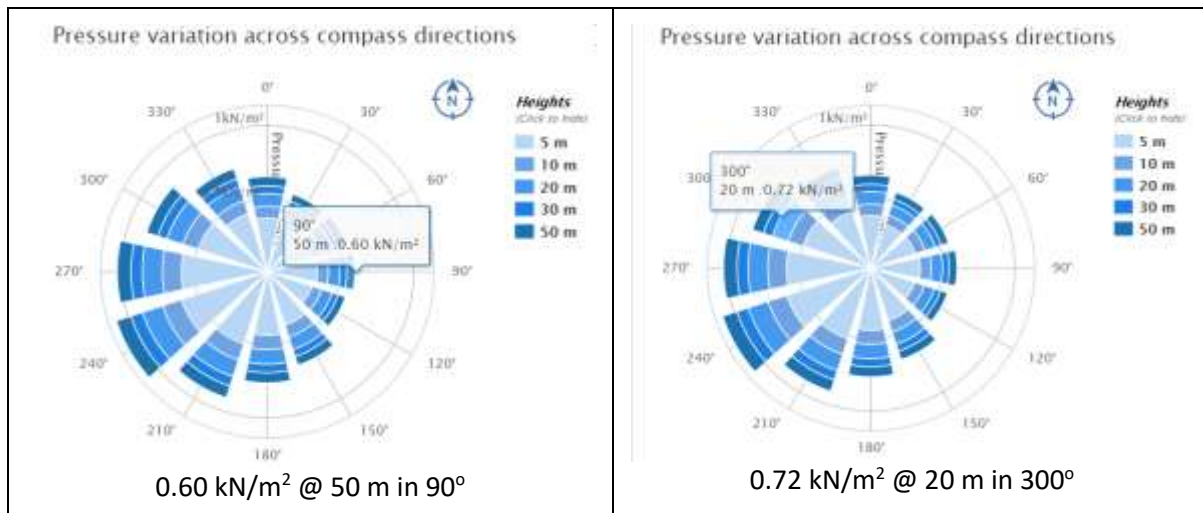 Pressure variation across compass directions
0°
30°
60°
90°
120°
150°
180°
210°
240°
270°
300°
330°
1kN/m²
N
Heights
(Click to hide)
5 m
10 m
20 m
30 m
50 m
90°
50 m 0.60 kN/m²
0.60 kN/m² @ 50 m in 90°
Pressure variation across compass directions
0°
30°
60°
90°
120°
150°
180°
210°
240°
270°
300
330°
1kN/m²
N
Heights
(Click to hide)
5 m
10 m
20 m
30 m
50 m
300°
20 m 0.72 kN/m²
0.72 kN/m² @ 20 m in 300°